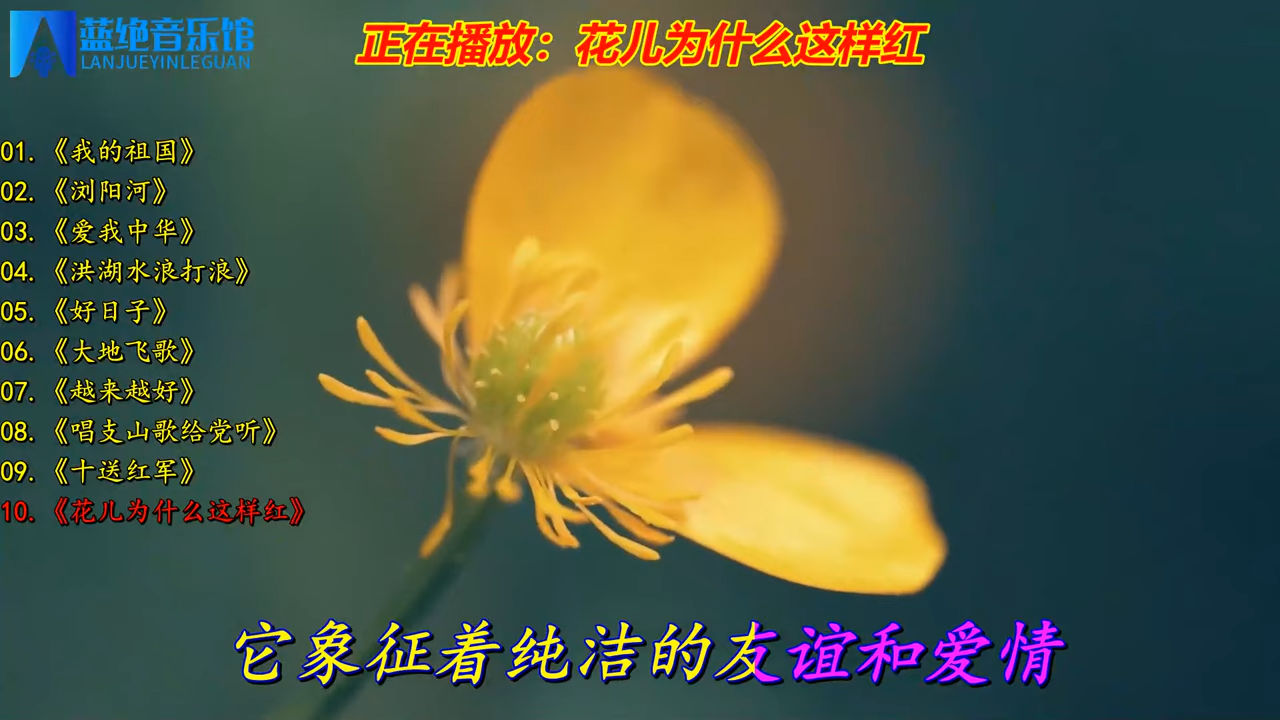 蓝绝音乐馆
LANJUEYINLEGUAN
正在播放：花儿为什么这样红
01.《我的祖国》
02.《浏阳河》
03.《爱我中华》
04.《洪湖水浪打浪》
05.《好日子》
06.《大地飞歌》
07.《越来越好》
08.《唱支山歌给党听》
09.《十送红军》
10.《花儿为什么这样红》
它象征着纯洁的友谊和爱情